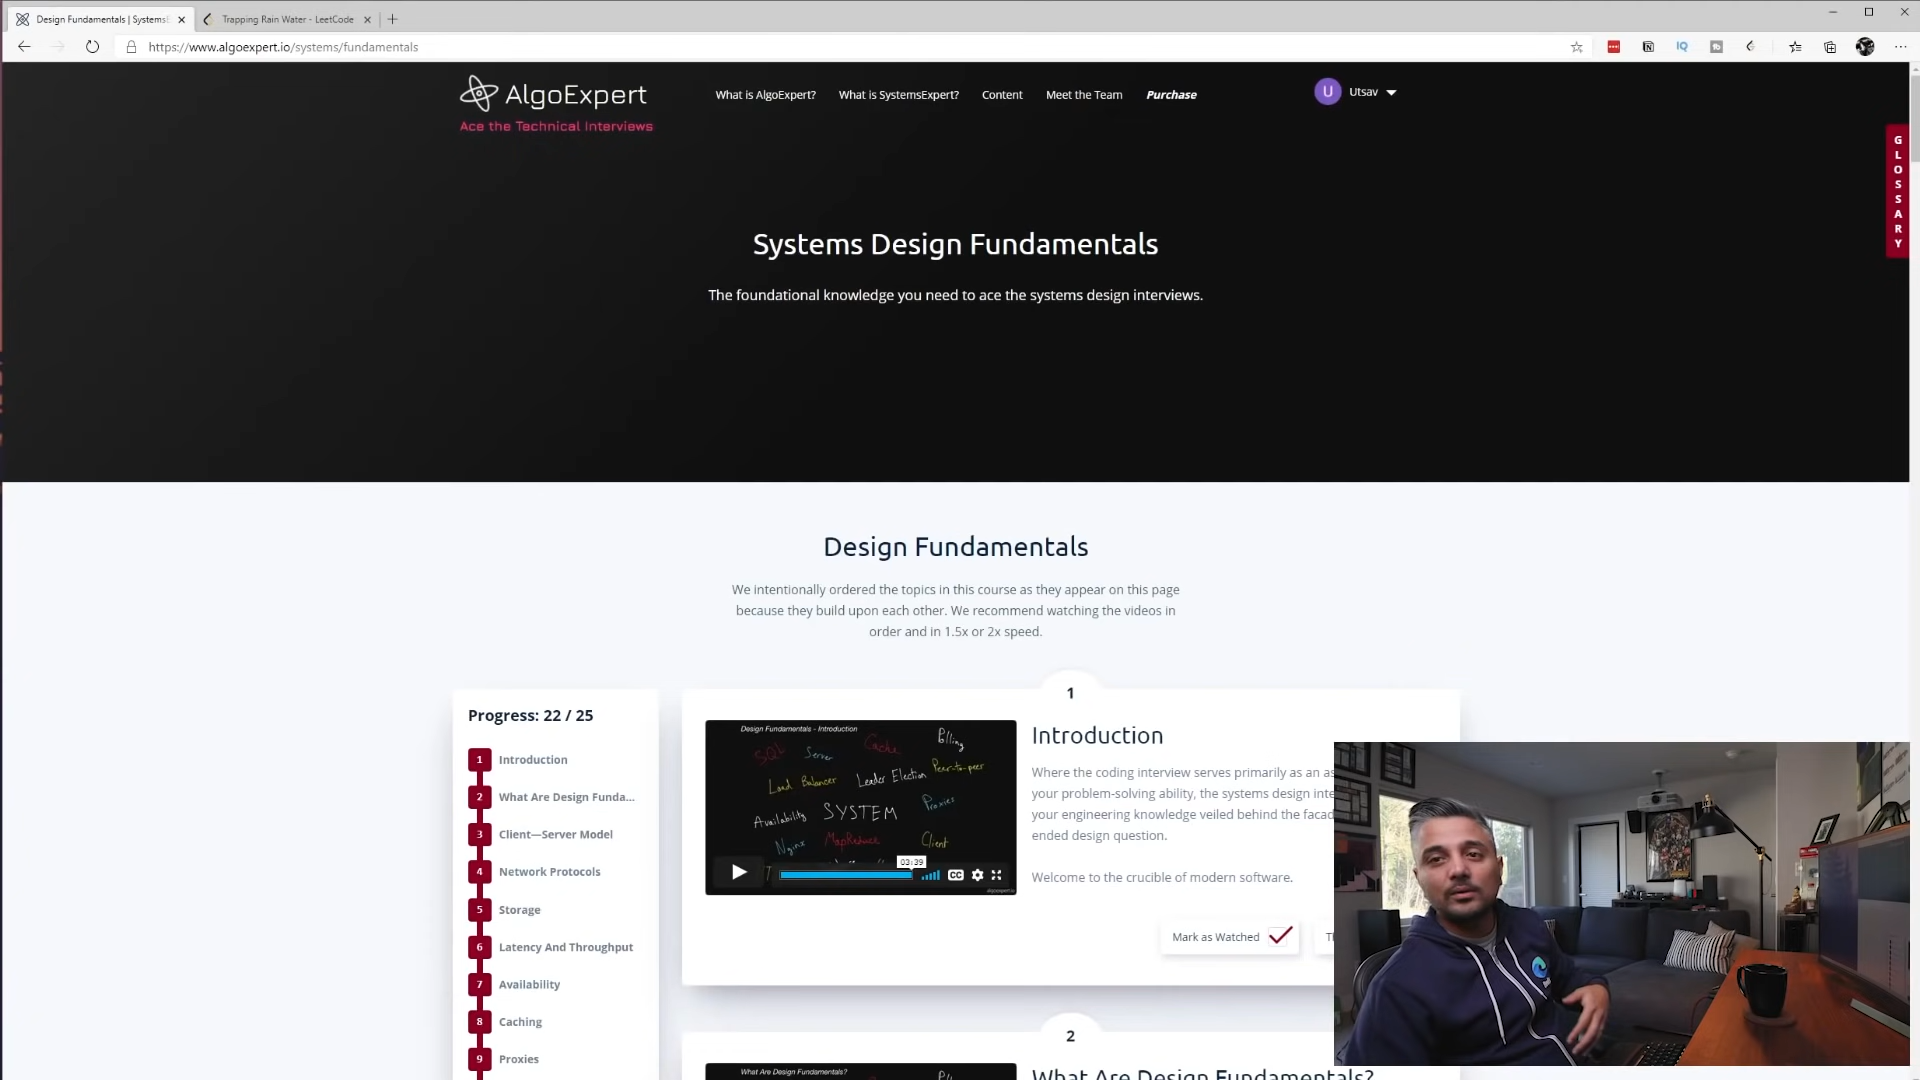 Design Fundamentals | SystemsE
Trapping Rain Water - LeetCode
https://www.algoexpert.io/systems/fundamentals
AlgoExpert
Ace the Technical Interviews
What is AlgoExpert?
What is SystemsExpert?
Content
Meet the Team
Purchase
U
Utsav
GLOSSARY
Systems Design Fundamentals
The foundational knowledge you need to ace the systems design interviews.
Design Fundamentals
We intentionally ordered the topics in this course as they appear on this page
because they build upon each other. We recommend watching the videos in
order and in 1.5x or 2x speed.
Progress: 22 / 25
1 Introduction
2 What Are Design Funda...
3 Client—Server Model
4 Network Protocols
5 Storage
6 Latency And Throughput
7 Availability
8 Caching
9 Proxies
1
Design Fundamentals - Introduction
SQL
Server
Cache
Polling
Load Balancer
Leader Election
Peer-to-peer
Availability
SYSTEM
Proxies
Nginx
MapReduce
Client
03:39
CC
algoexpert.io
Introduction
Where the coding interview serves primarily as an as
your problem-solving ability, the systems design inte
your engineering knowledge veiled behind the facad
ended design question.
Welcome to the crucible of modern software.
Mark as Watched
Th
2
What Are Design Fundamentals?
What Are Design Fundamentals?